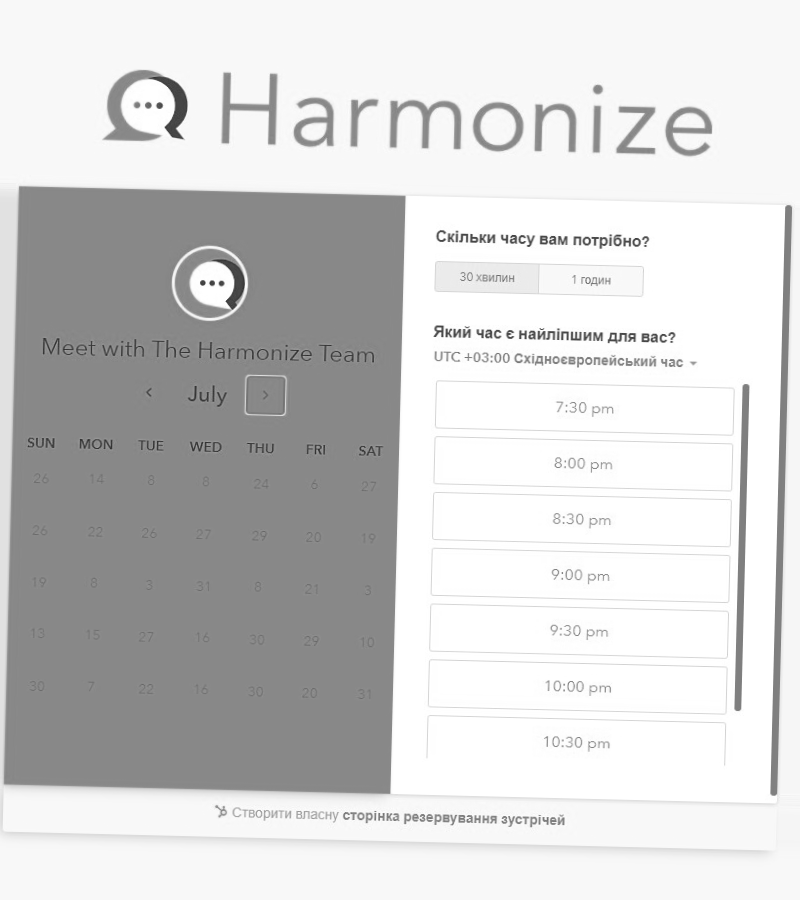 Harmonize
Meet with The Harmonize Team
July
SUN MON TUE WED THU FRI SAT
26 14 8 8 24 6 27
26 22 26 27 29 20 19
19 8 3 31 8 21 3
13 15 27 16 30 29 10
30 7 22 16 30 20 31
Скільки часу вам потрібно?
30 хвилин 1 годин
Який час є найліпшим для вас?
UTC +03:00 Східноєвропейський час
7:30 pm
8:00 pm
8:30 pm
9:00 pm
9:30 pm
10:00 pm
10:30 pm
Створити власну сторінка резервування зустрічей